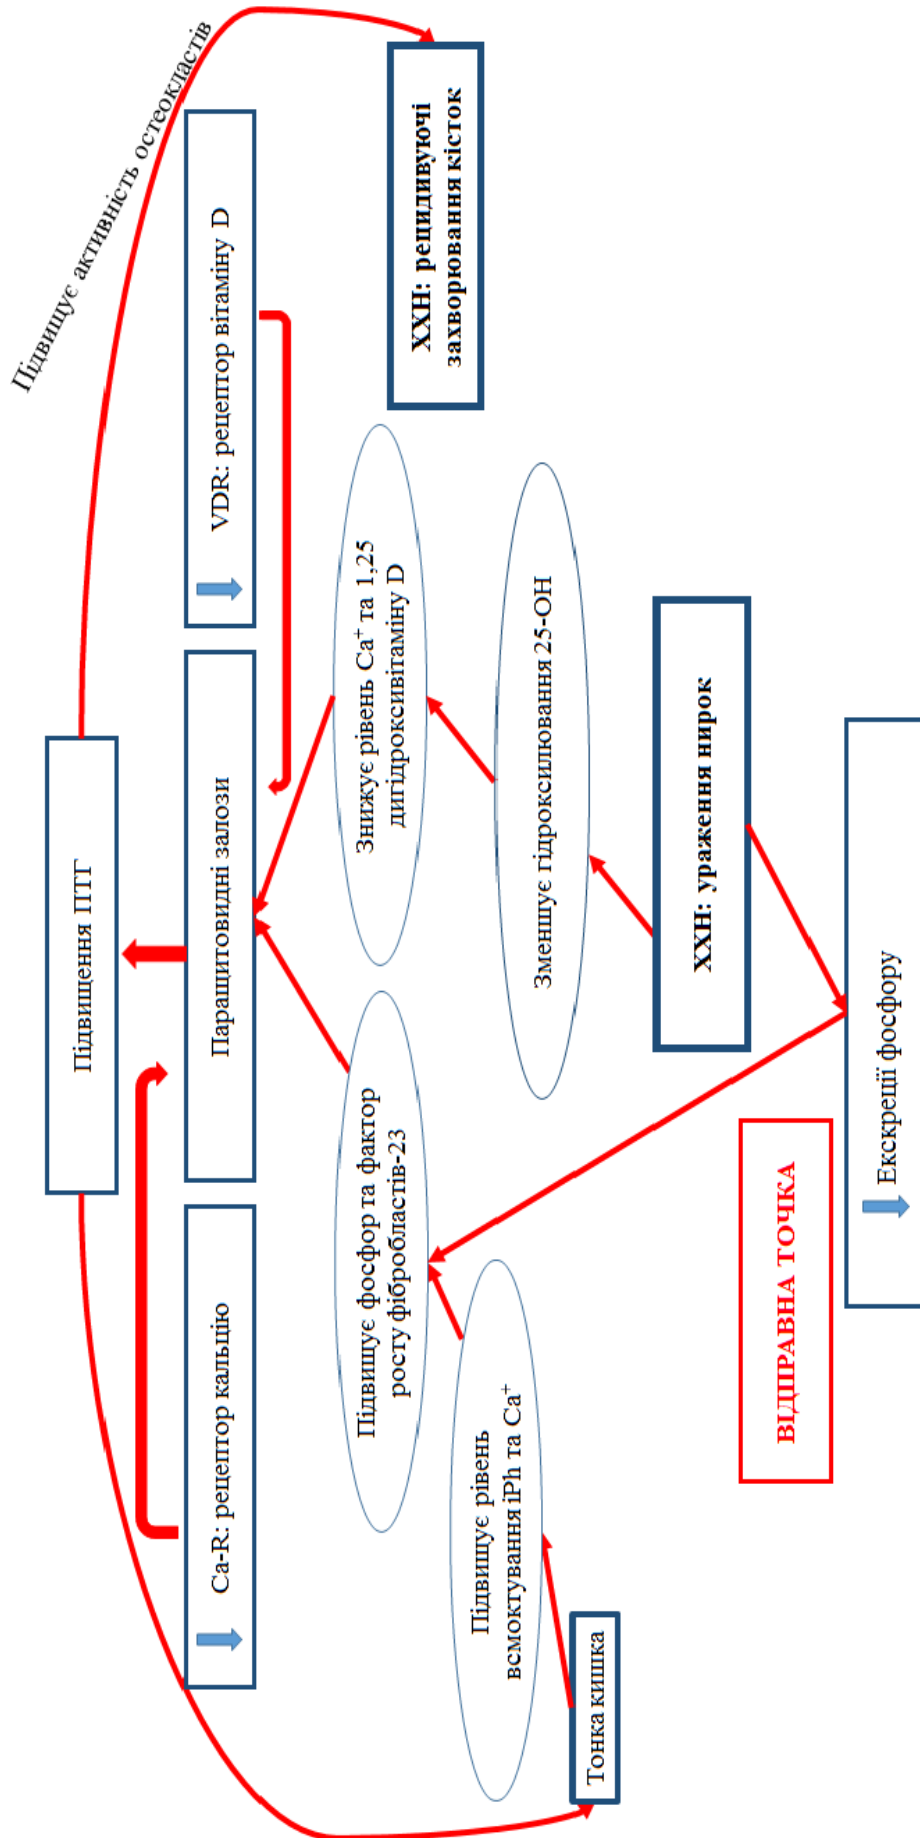 Підвищує активність остеокластів
Підвищення ПТГ
Ca-R: рецептор кальцію
Паращитовидні залози
VDR: рецептор вітаміну D
Підвищує фосфор та фактор
росту фібробластів-23
Знижує рівень Ca⁺ та 1,25
дигідроксивітаміну D
ХХН: рецидивуючі
захворювання кісток
Підвищує рівень
всмоктування iPh та Ca⁺
Зменшує гідроксилювання 25-OH
Тонка кишка
ХХН: ураження нирок
ВІДПРАВНА ТОЧКА
Екскреції фосфору